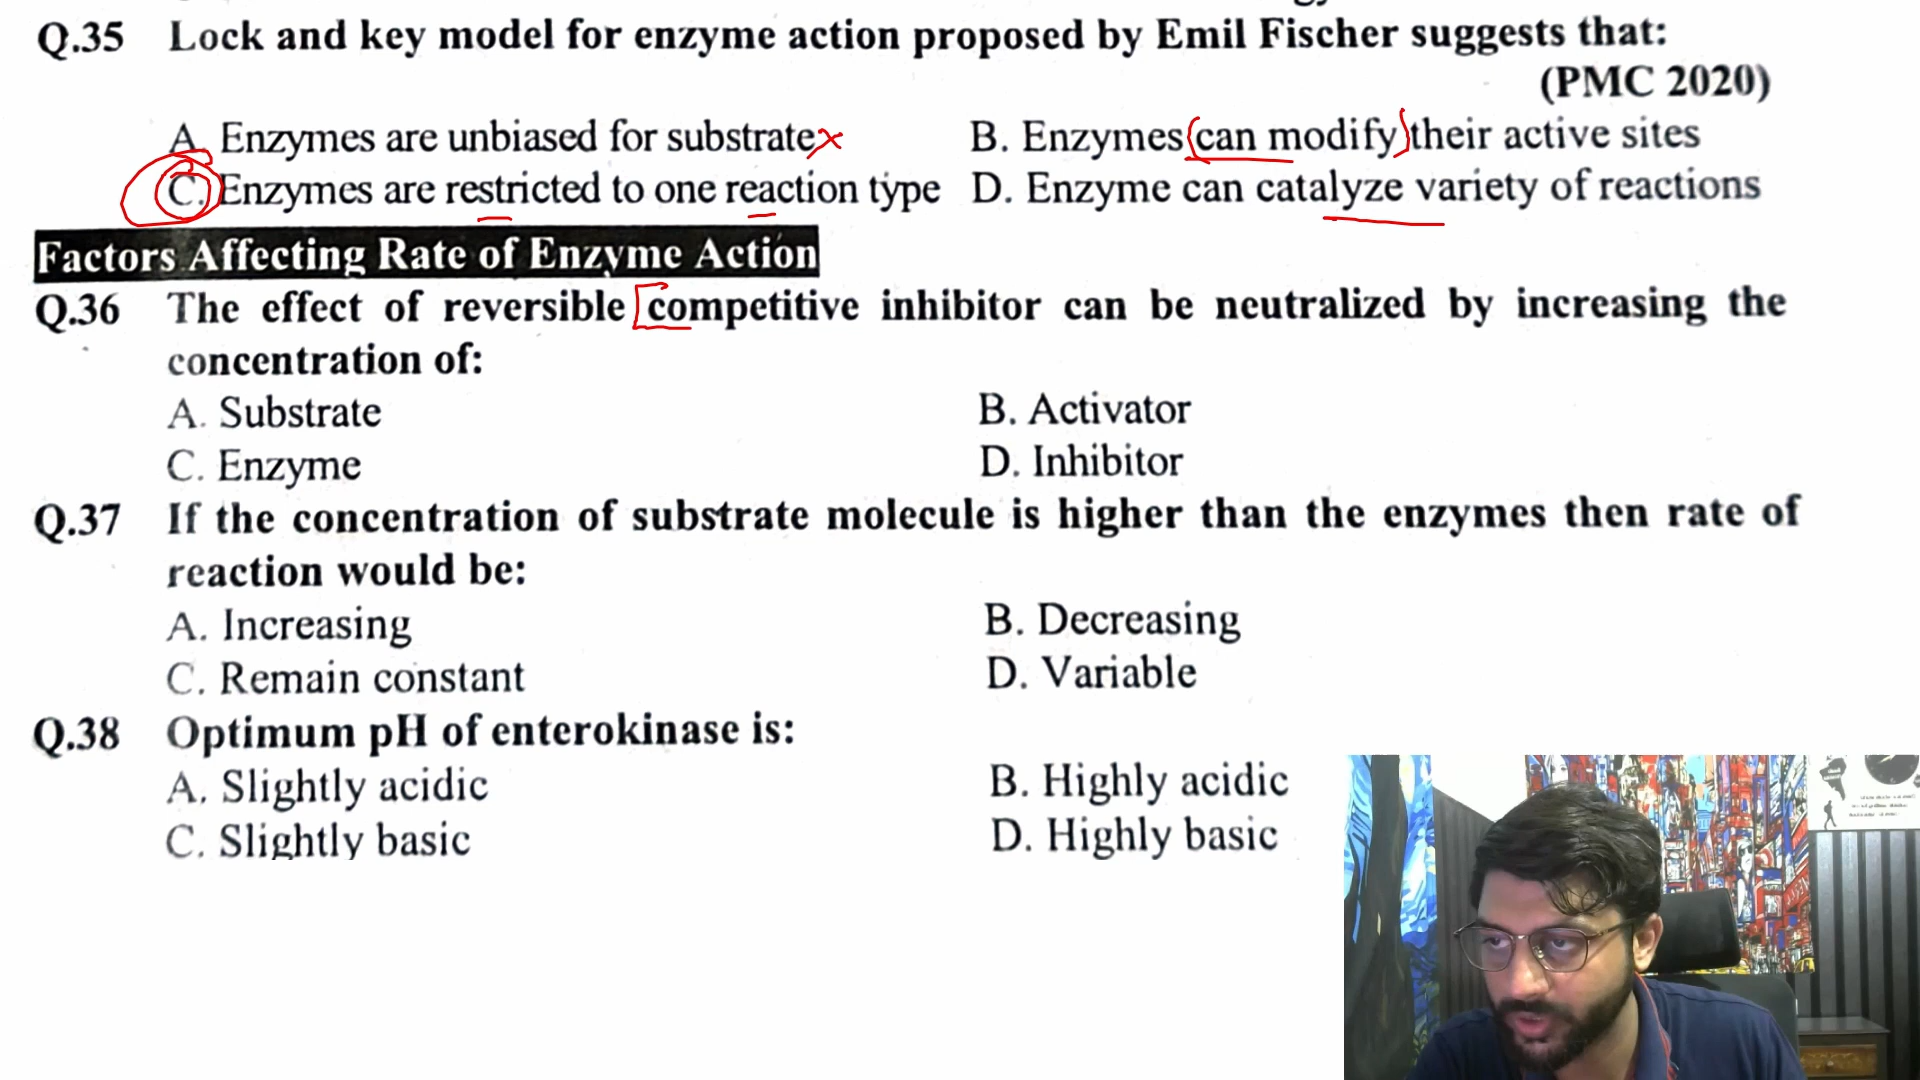 Q.35 Lock and key model for enzyme action proposed by Emil Fischer suggests that:
(PMC 2020)
A. Enzymes are unbiased for substrate B. Enzymes can modify their active sites
C. Enzymes are restricted to one reaction type D. Enzyme can catalyze variety of reactions
Factors Affecting Rate of Enzyme Action
Q.36 The effect of reversible competitive inhibitor can be neutralized by increasing the
concentration of:
A. Substrate B. Activator
C. Enzyme D. Inhibitor
Q.37 If the concentration of substrate molecule is higher than the enzymes then rate of
reaction would be:
A. Increasing B. Decreasing
C. Remain constant D. Variable
Q.38 Optimum pH of enterokinase is:
A. Slightly acidic B. Highly acidic
C. Slightly basic D. Highly basic